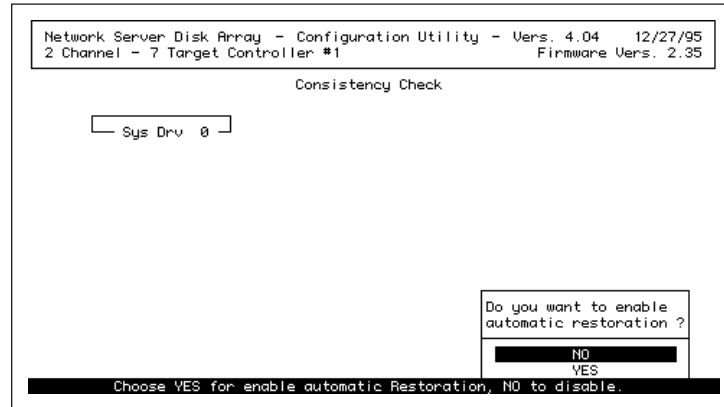 Network Server Disk Array - Configuration Utility - Vers. 4.04 12/27/95
2 Channel - 7 Target Controller #1 Firmware Vers. 2.35
Consistency Check
Sys Drv 0
Do you want to enable
automatic restoration ?
NO
YES
Choose YES for enable automatic Restoration, NO to disable.